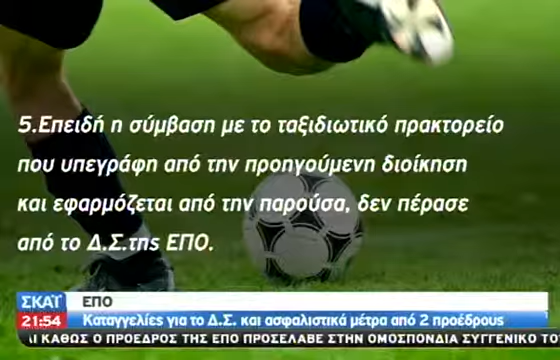 5.Επειδή η σύμβαση με το ταξιδιωτικό πρακτορείο
που υπεγράφη από την προηγούμενη διοίκηση
και εφαρμόζεται από την παρούσα, δεν πέρασε
από το Δ.Σ.της ΕΠΟ.
ΣΚΑΪ ΕΠΟ
21:54 Καταγγελίες για το Δ.Σ. και ασφαλιστικά μέτρα από 2 προέδρους
ΑΙ ΚΑΘΩΣ Ο ΠΡΟΕΔΡΟΣ ΤΗΣ ΕΠΟ ΠΡΟΣΕΛΑΒΕ ΣΤΗΝ ΟΜΟΣΠΟΝΔΙΑ ΣΥΓΓΕΝΙΚΟ ΤΟ